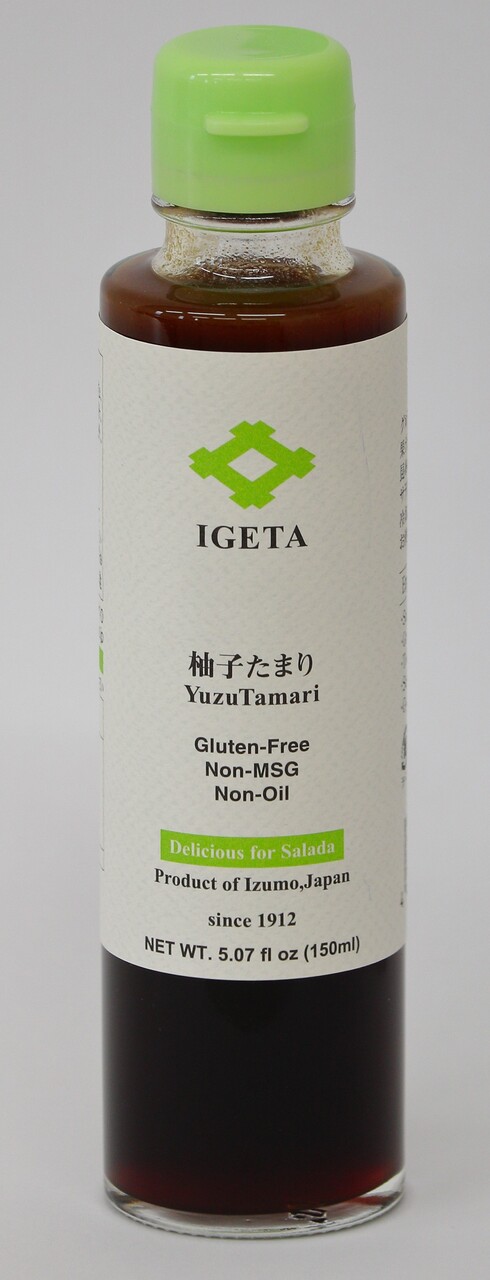 IGETA
柚子たまり
YuzuTamari
Gluten-Free
Non-MSG
Non-Oil
Delicious for Salada
Product of Izumo,Japan
since 1912
NET WT. 5.07 fl oz (150ml)